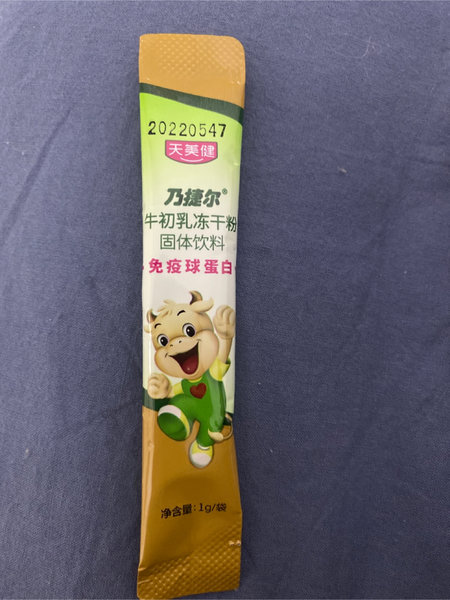 20220547
天美健
乃捷尔®
牛初乳冻干粉
固体饮料
免疫球蛋白
净含量:1g/袋